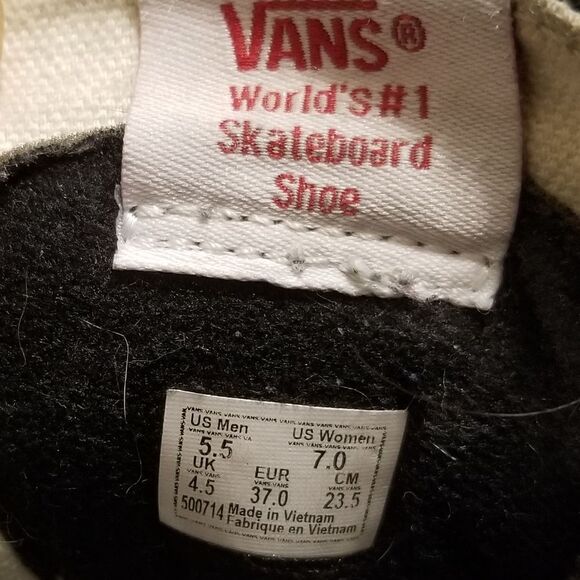 VANS®
World's #1
Skateboard
Shoe
US Men US Women
5.5 7.0
UK EUR CM
4.5 37.0 23.5
500714 Made in Vietnam
Fabrique en Vietnam